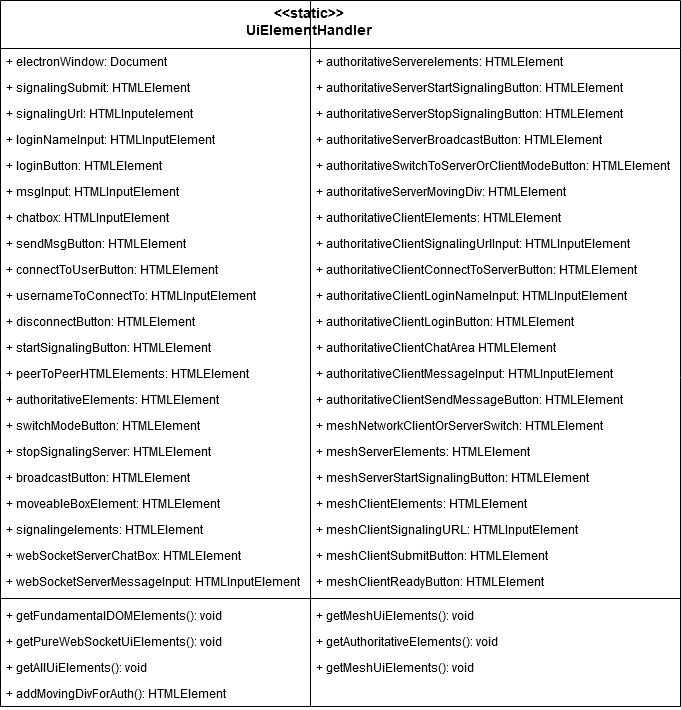 <<static>>
UiElementHandler
+ electronWindow: Document
+ signalingSubmit: HTMLElement
+ signalingUrl: HTMLInputelement
+ loginNameInput: HTMLInputElement
+ loginButton: HTMLElement
+ msgInput: HTMLInputElement
+ chatbox: HTMLInputElement
+ sendMsgButton: HTMLElement
+ connectToUserButton: HTMLElement
+ usernameToConnectTo: HTMLInputElement
+ disconnectButton: HTMLElement
+ startSignalingButton: HTMLElement
+ peerToPeerHTMLElements: HTMLElement
+ authoritativeElements: HTMLElement
+ switchModeButton: HTMLElement
+ stopSignalingServer: HTMLElement
+ broadcastButton: HTMLElement
+ moveableBoxElement: HTMLElement
+ signalingelements: HTMLElement
+ webSocketServerChatBox: HTMLElement
+ webSocketServerMessageInput: HTMLInputElement
+ authoritativeServerelements: HTMLElement
+ authoritativeServerStartSignalingButton: HTMLElement
+ authoritativeServerStopSignalingButton: HTMLElement
+ authoritativeServerBroadcastButton: HTMLElement
+ authoritativeSwitchToServerOrClientModeButton: HTMLElement
+ authoritativeServerMovingDiv: HTMLElement
+ authoritativeClientElements: HTMLElement
+ authoritativeClientSignalingUrlInput: HTMLInputElement
+ authoritativeClientConnectToServerButton: HTMLElement
+ authoritativeClientLoginNameInput: HTMLInputElement
+ authoritativeClientLoginButton: HTMLElement
+ authoritativeClientChatArea HTMLElement
+ authoritativeClientMessageInput: HTMLInputElement
+ authoritativeClientSendMessageButton: HTMLElement
+ meshNetworkClientOrServerSwitch: HTMLElement
+ meshServerElements: HTMLElement
+ meshServerStartSignalingButton: HTMLElement
+ meshClientElements: HTMLElement
+ meshClientSignalingURL: HTMLInputElement
+ meshClientSubmitButton: HTMLElement
+ meshClientReadyButton: HTMLElement
+ getFundamentalDOMElements(): void
+ getPureWebSocketUiElements(): void
+ getAllUiElements(): void
+ addMovingDivForAuth(): HTMLElement
+ getMeshUiElements(): void
+ getAuthoritativeElements(): void
+ getMeshUiElements(): void